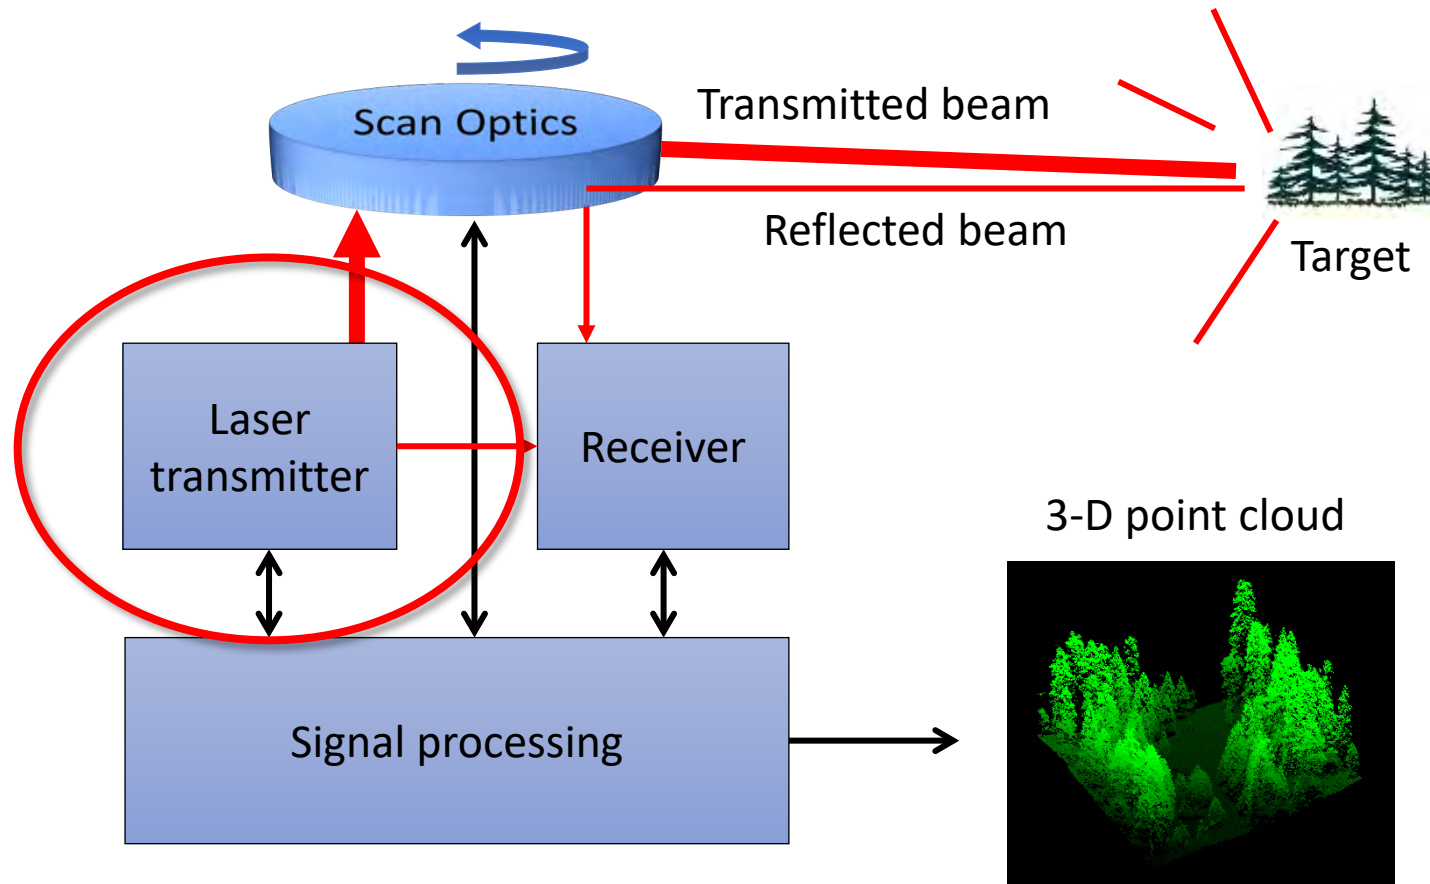 Scan Optics
Transmitted beam
Reflected beam
Target
Laser
transmitter
Receiver
3-D point cloud
Signal processing